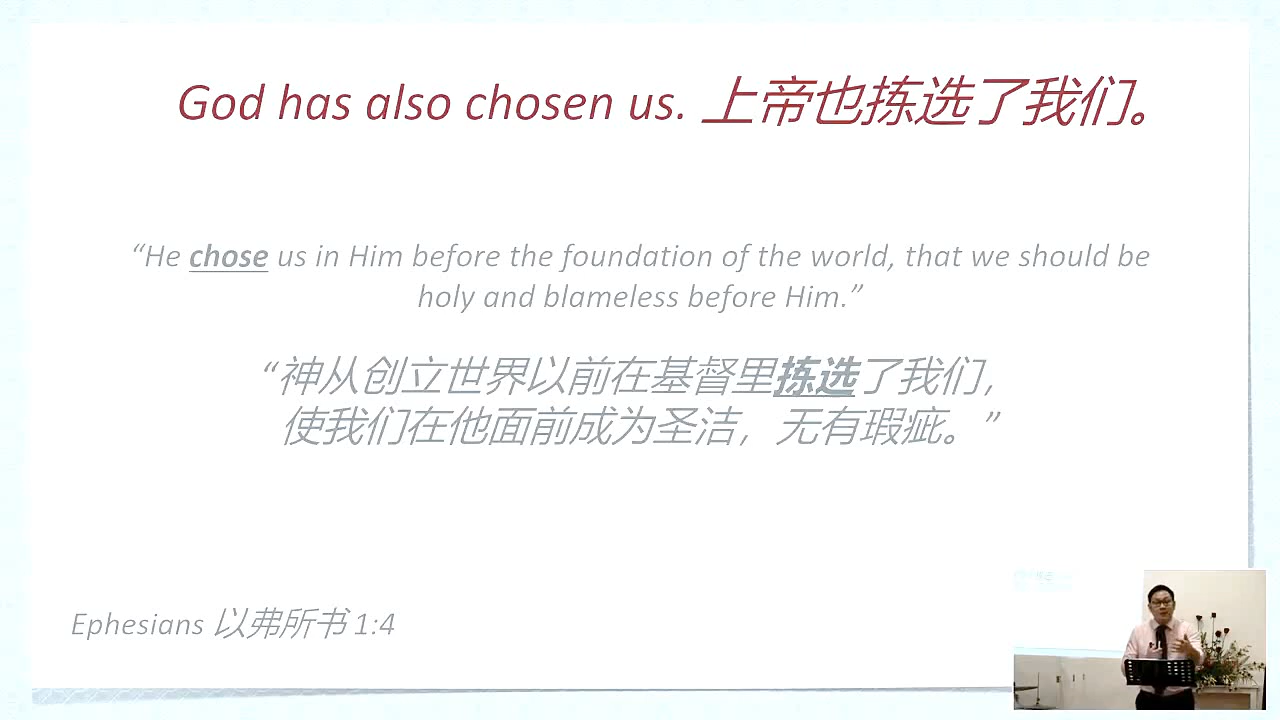 God has also chosen us. 上帝也拣选了我们。
“He chose us in Him before the foundation of the world, that we should be
holy and blameless before Him.”
“神从创立世界以前在基督里拣选了我们,
使我们在他面前成为圣洁，无有瑕疵。”
Ephesians 以弗所书 1:4